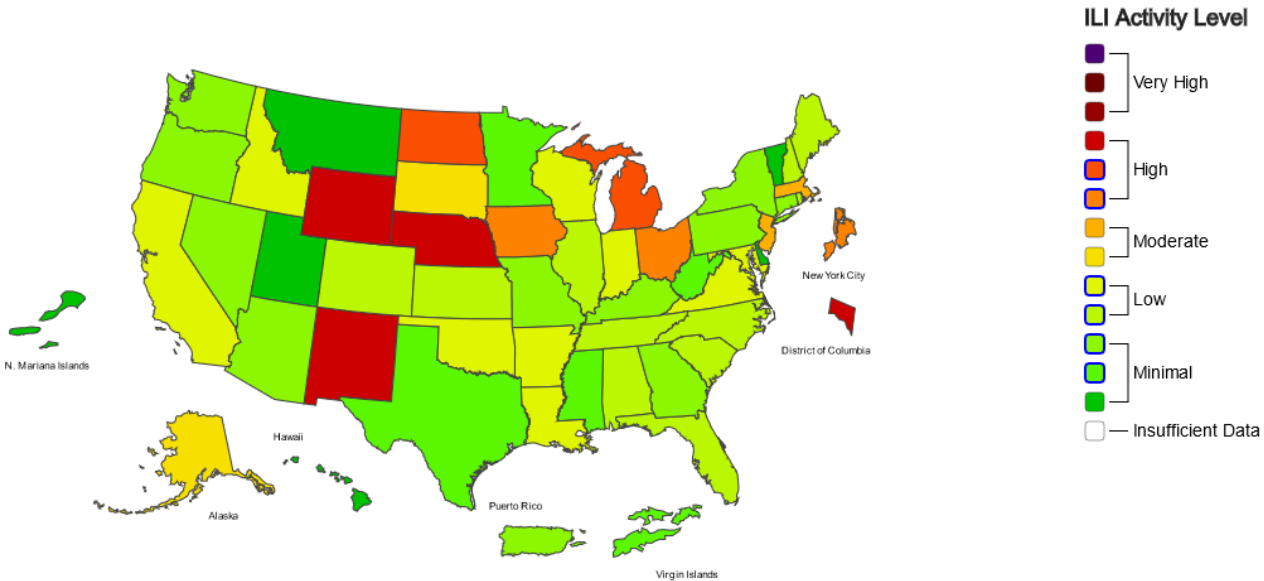 ILI Activity Level
Very High
High
Moderate
Low
Minimal
Insufficient Data
New York City
District of Columbia
N. Mariana Islands
Hawaii
Alaska
Puerto Rico
Virgin Islands